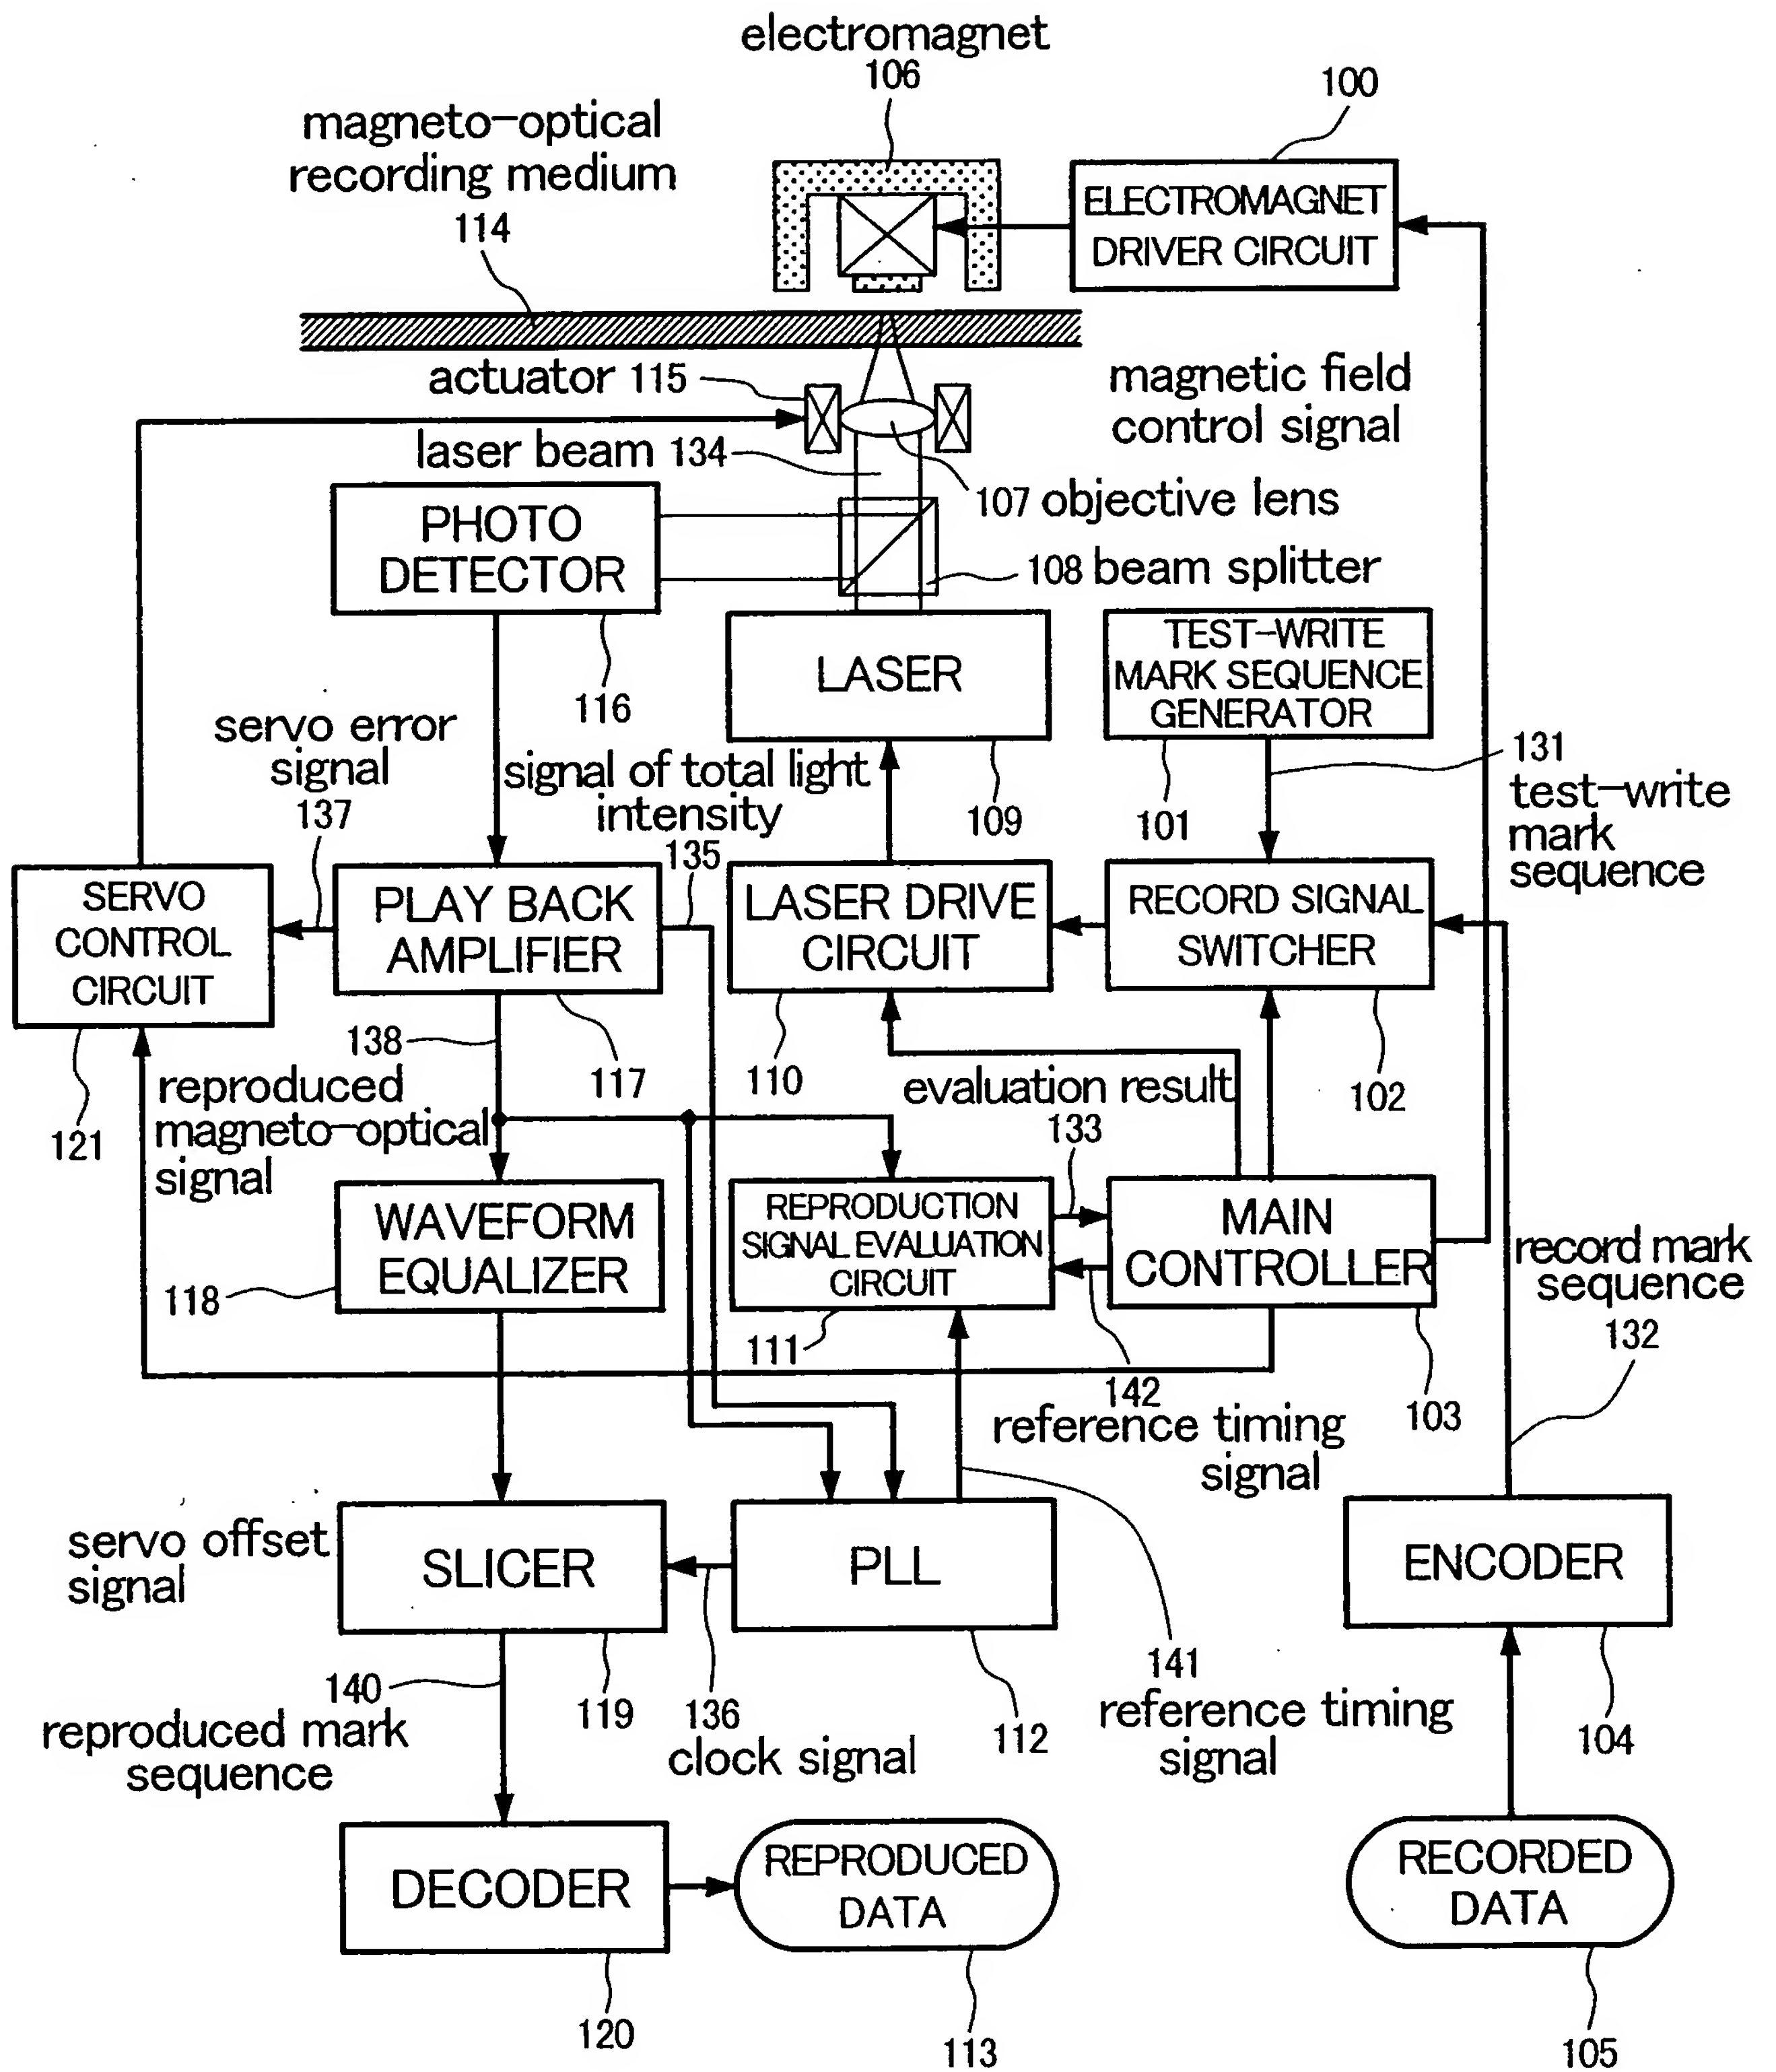 electromagnet
106
100
magneto-optical
recording medium
114
ELECTROMAGNET
DRIVER CIRCUIT
actuator 115
magnetic field
control signal
laser beam 134
107 objective lens
PHOTO
DETECTOR
108 beam splitter
116
LASER
109
TEST-WRITE
MARK SEQUENCE
GENERATOR
101
131
test-write
mark
sequence
servo error
signal
137
signal of total light
intensity
135
SERVO
CONTROL
CIRCUIT
121
PLAY BACK
AMPLIFIER
117
LASER DRIVE
CIRCUIT
110
RECORD SIGNAL
SWITCHER
102
138
reproduced
magneto-optical
signal
evaluation result
133
WAVEFORM
EQUALIZER
118
REPRODUCTION
SIGNAL EVALUATION
CIRCUIT
111
MAIN
CONTROLLER
103
record mark
sequence
132
142
reference timing
signal
servo offset
signal
SLICER
119
PLL
112
ENCODER
104
140
reproduced mark
sequence
136
clock signal
141
reference timing
signal
DECODER
120
REPRODUCED
DATA
113
RECORDED
DATA
105